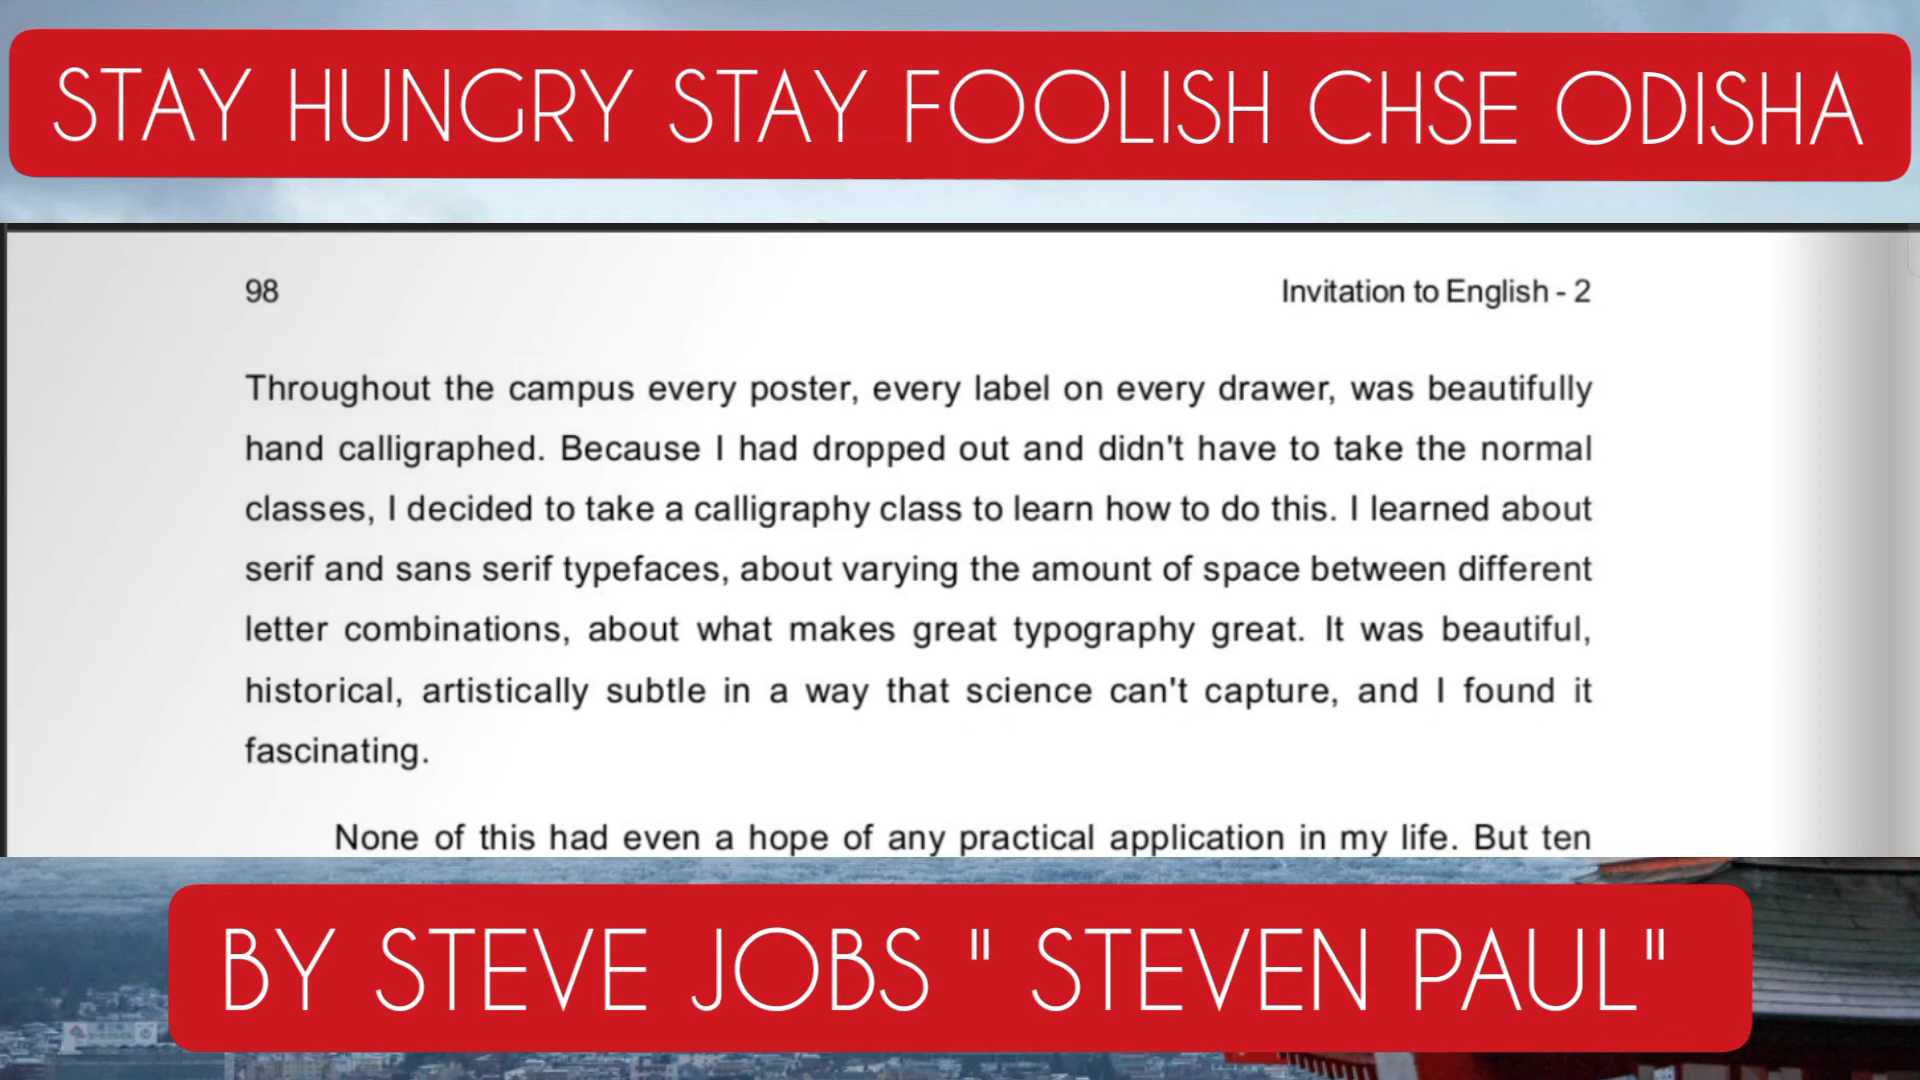 STAY HUNGRY STAY FOOLISH CHSE ODISHA
98 Invitation to English - 2
Throughout the campus every poster, every label on every drawer, was beautifully
hand calligraphed. Because I had dropped out and didn't have to take the normal
classes, I decided to take a calligraphy class to learn how to do this. I learned about
serif and sans serif typefaces, about varying the amount of space between different
letter combinations, about what makes great typography great. It was beautiful,
historical, artistically subtle in a way that science can't capture, and I found it
fascinating.
None of this had even a hope of any practical application in my life. But ten
BY STEVE JOBS " STEVEN PAUL"